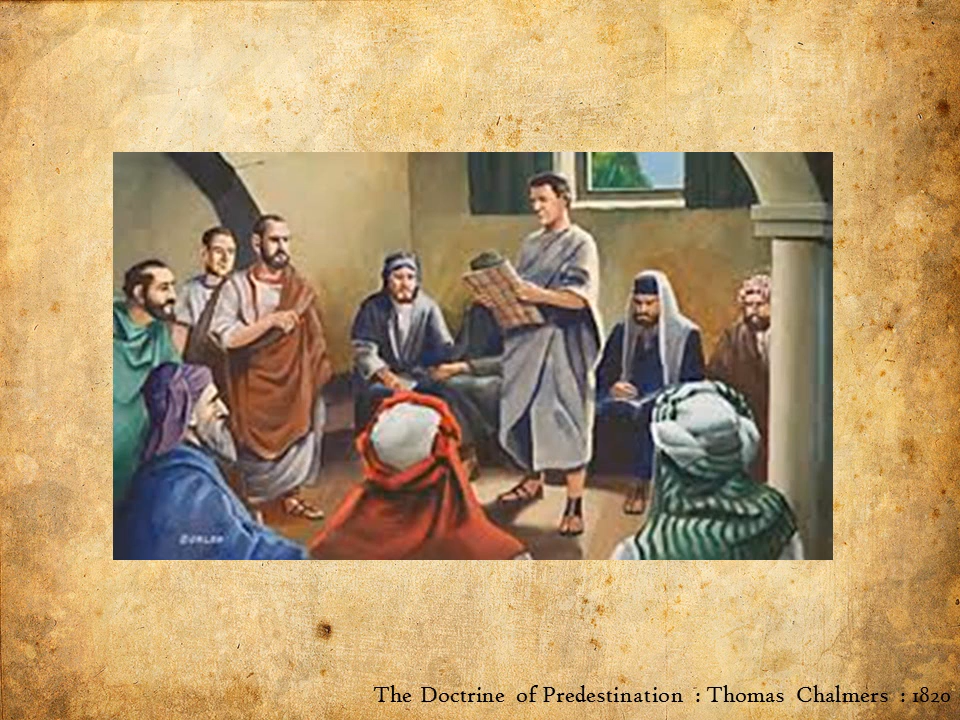 The Doctrine of Predestination : Thomas Chalmers : 1820